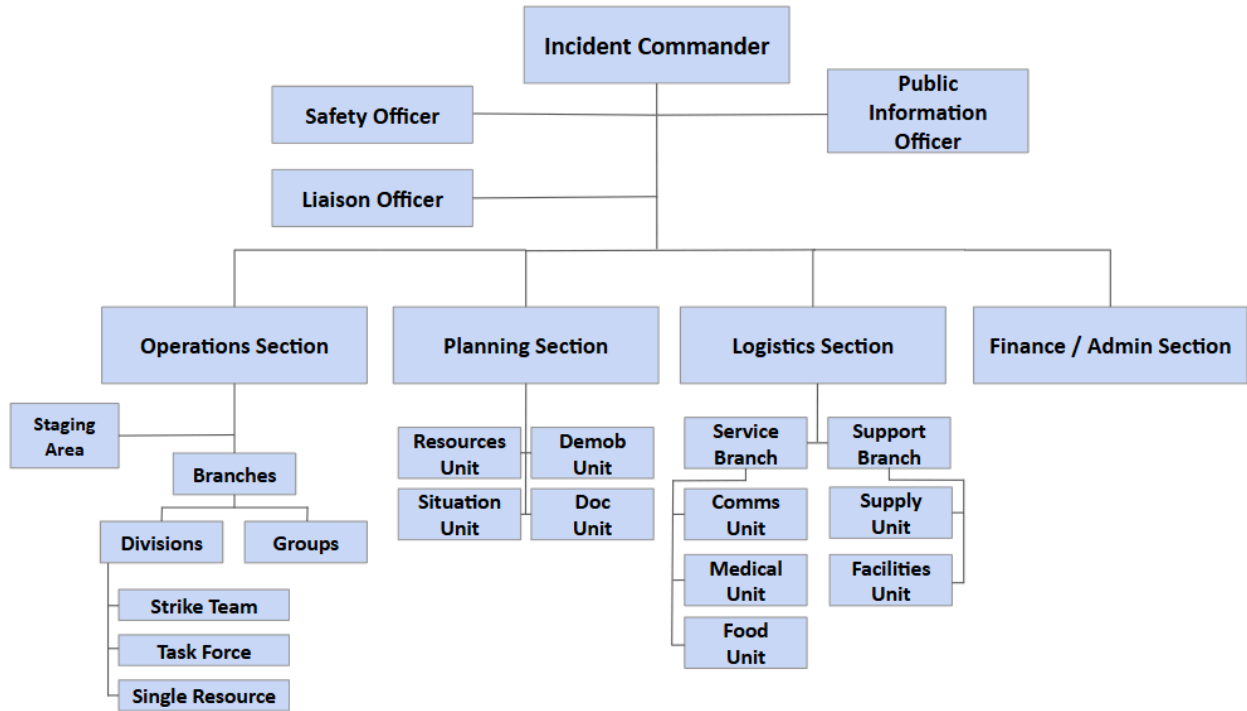 Incident Commander
Safety Officer
Public
Information
Officer
Liaison Officer
Operations Section
Planning Section
Logistics Section
Finance / Admin Section
Staging
Area
Branches
Divisions
Groups
Strike Team
Task Force
Single Resource
Resources
Unit
Demob
Unit
Situation
Unit
Doc
Unit
Service
Branch
Support
Branch
Comms
Unit
Supply
Unit
Medical
Unit
Facilities
Unit
Food
Unit